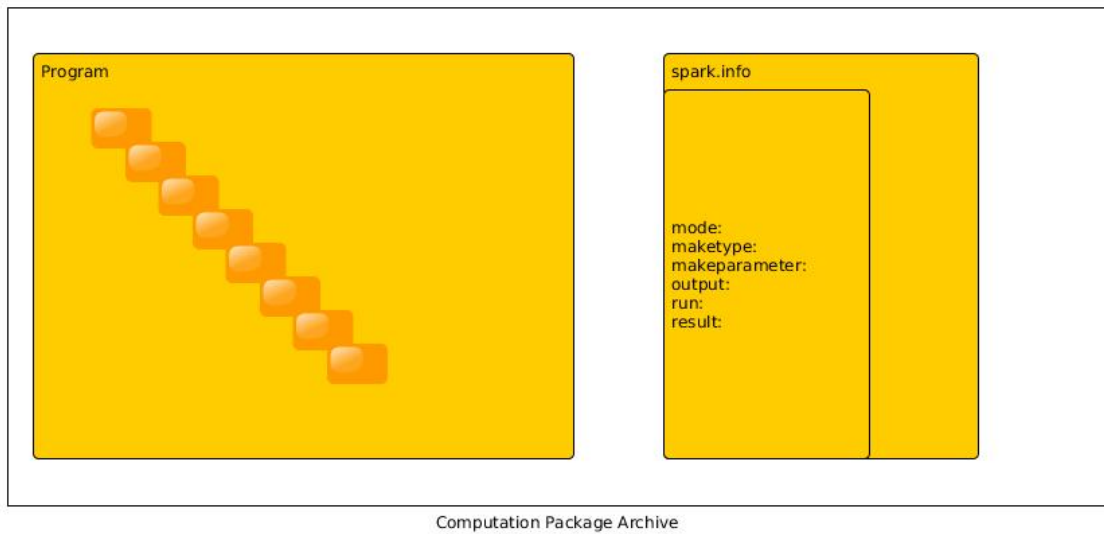 Program
spark.info
mode:
maketype:
makeparameter:
output:
run:
result:
Computation Package Archive